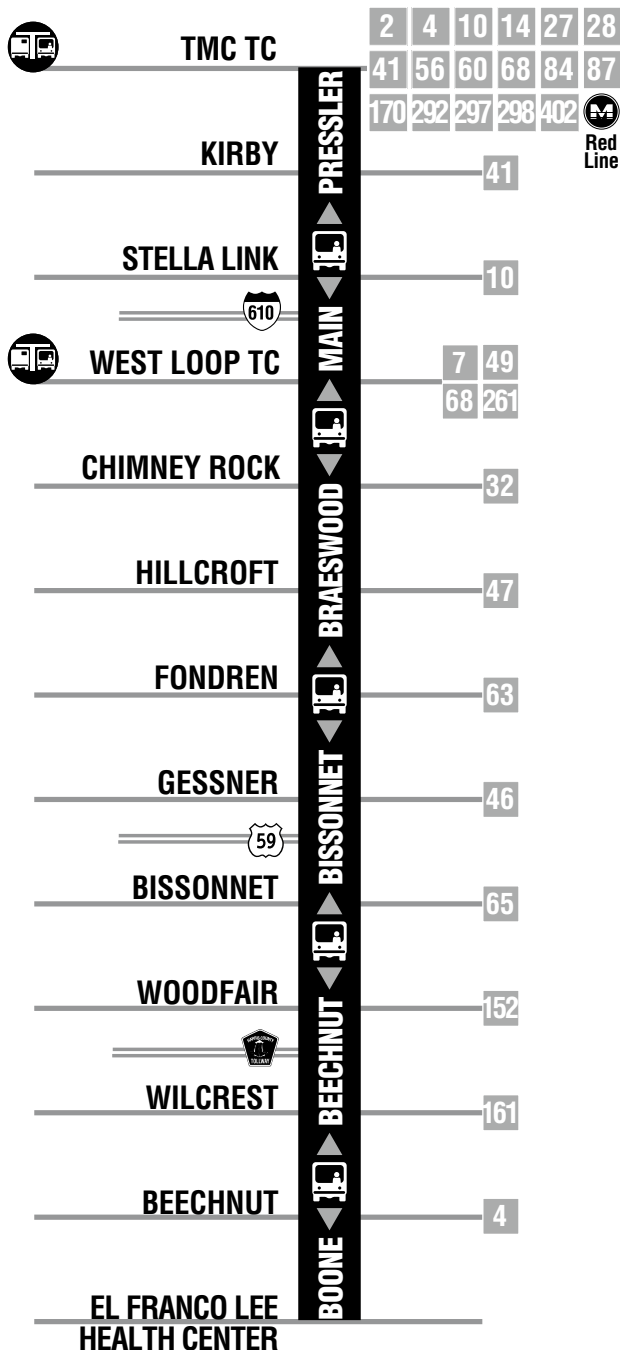 TMC TC
2 4 10 14 27 28
41 56 60 68 84 87
170 292 297 298 402 M
Red
Line
PRESSLER
KIRBY
41
STELLA LINK
10
610
MAIN
WEST LOOP TC
7 49
68 261
CHIMNEY ROCK
32
BRAESWOOD
HILLCROFT
47
FONDREN
63
BISSONNET
GESSNER
46
59
BISSONNET
65
WOODFAIR
152
BEECHNUT
HARRIS COUNTY
TOLLWAY
WILCREST
161
BEECHNUT
4
BOONE
EL FRANCO LEE
HEALTH CENTER